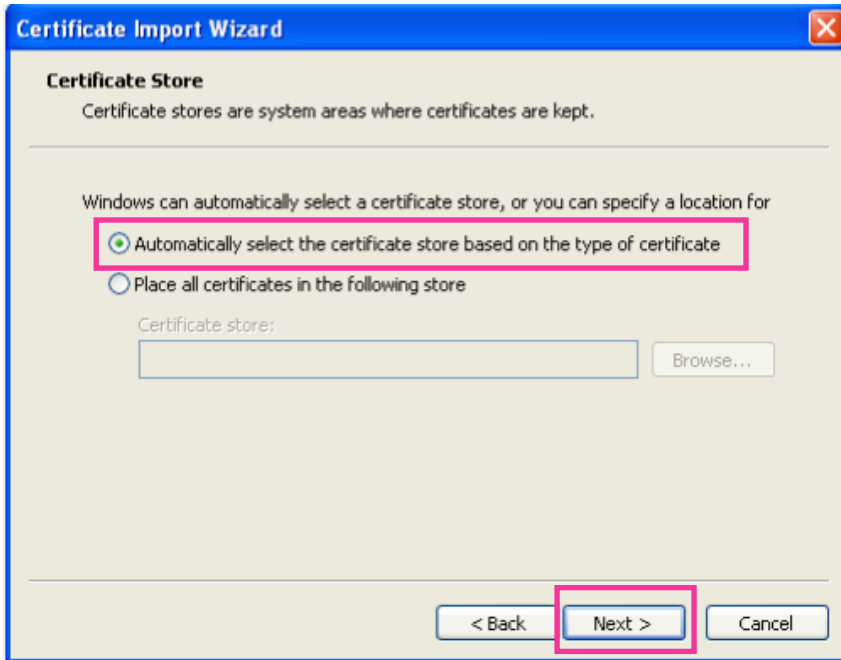 Certificate Import Wizard
Certificate Store
Certificate stores are system areas where certificates are kept.
Windows can automatically select a certificate store, or you can specify a location for
Automatically select the certificate store based on the type of certificate
Place all certificates in the following store
Certificate store:
Browse...
< Back
Next >
Cancel